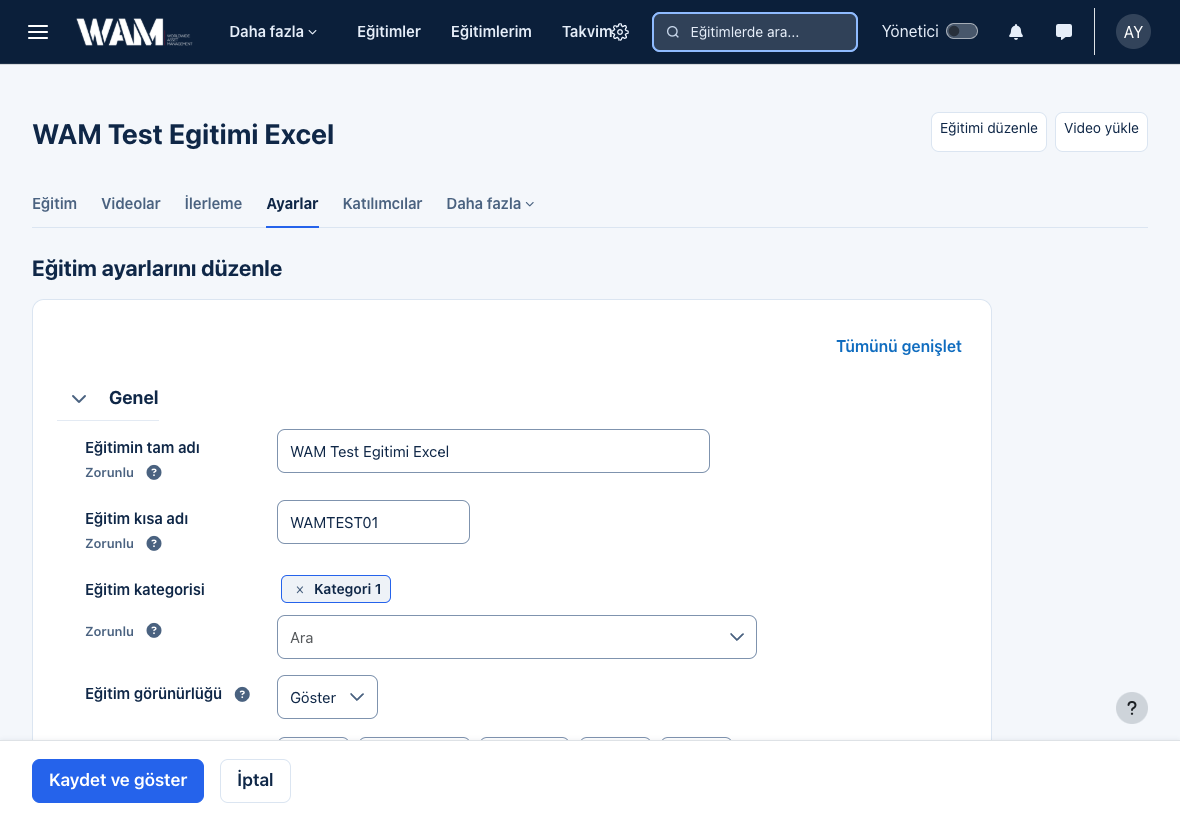 WAM WORLDWIDE ASSET MANAGEMENT Daha fazla Eğitimler Eğitimlerim Takvim Eğitimlerde ara... Yönetici AY
WAM Test Egitimi Excel
Eğitimi düzenle Video yükle
Eğitim Videolar İlerleme Ayarlar Katılımcılar Daha fazla
Eğitim ayarlarını düzenle
Tümünü genişlet
Genel
Eğitimin tam adı WAM Test Egitimi Excel
Zorunlu ?
Eğitim kısa adı WAMTEST01
Zorunlu ?
Eğitim kategorisi × Kategori 1
Zorunlu ? Ara
Eğitim görünürlüğü ? Göster
?
Kaydet ve göster İptal